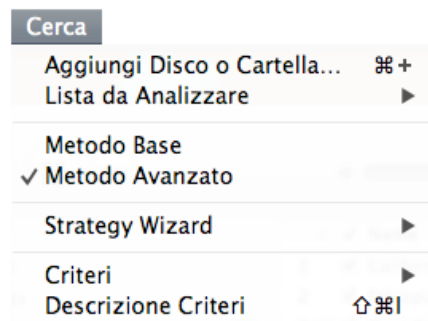 Cerca
Aggiungi Disco o Cartella... ⌘+
Lista da Analizzare ▶
Metodo Base
✓ Metodo Avanzato
Strategy Wizard ▶
Criteri ▶
Descrizione Criteri ⇧⌘I